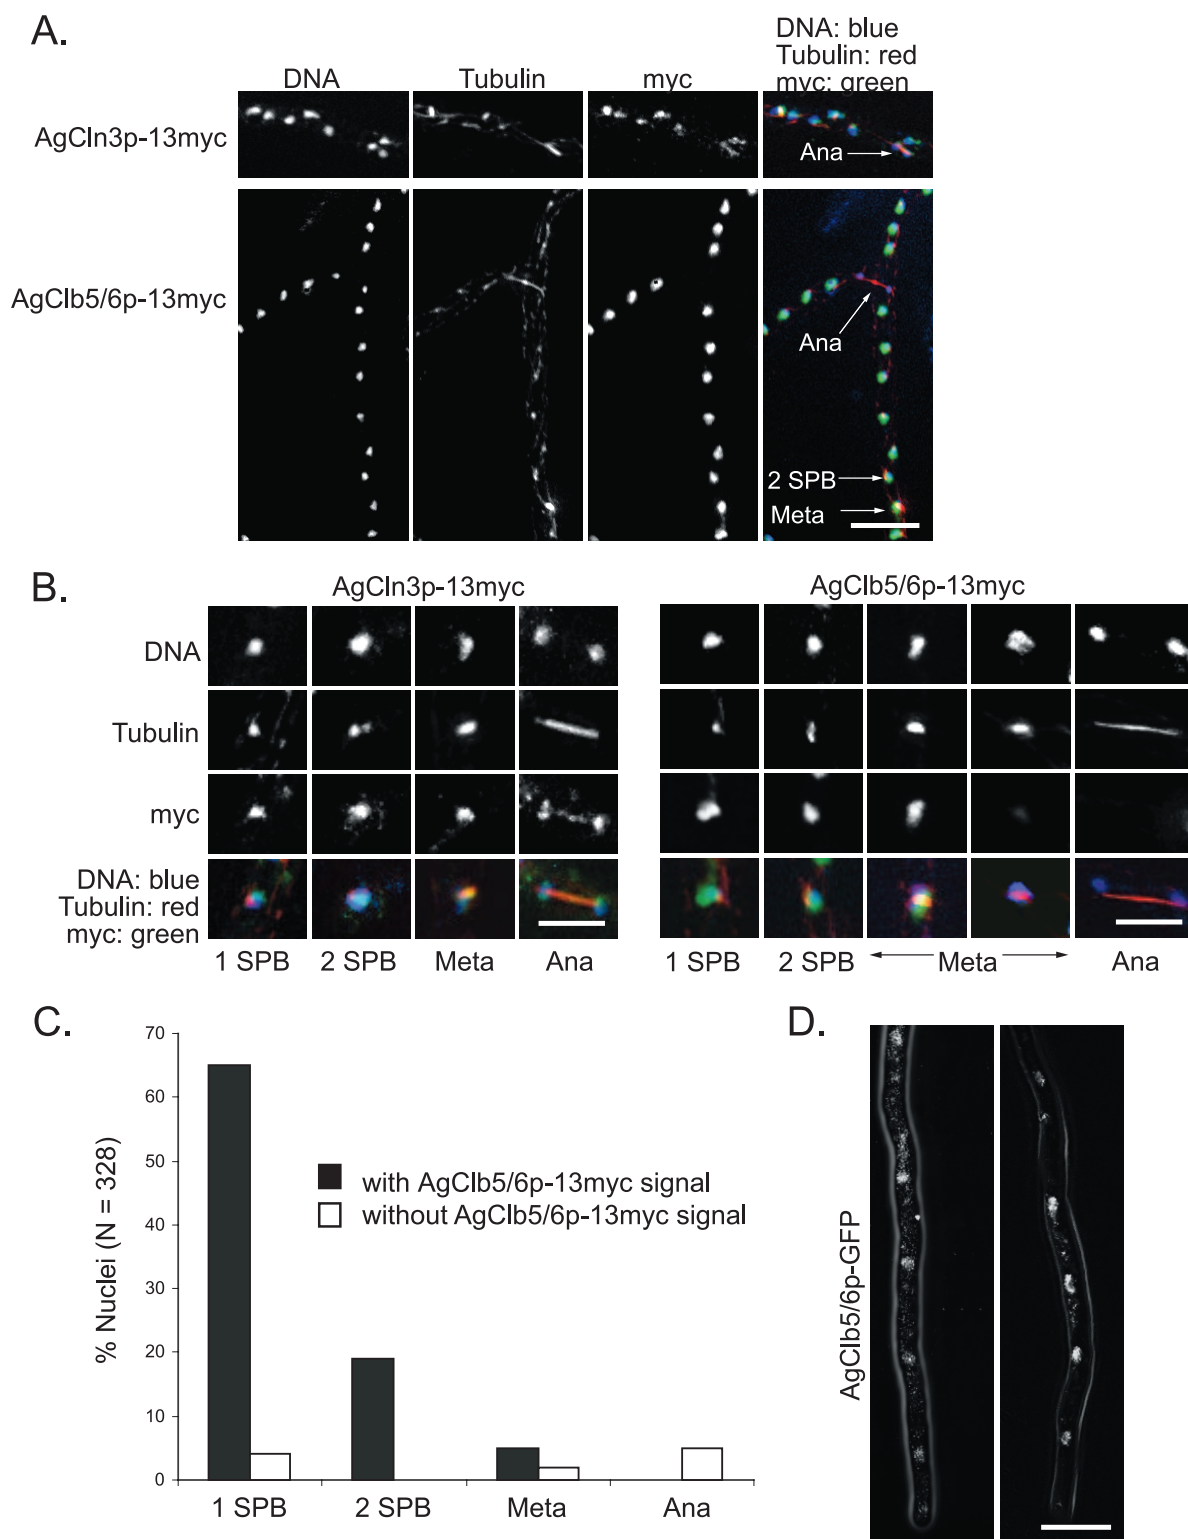 A.
DNA
Tubulin
myc
DNA: blue
Tubulin: red
myc: green
AgCln3p-13myc
Ana
AgClb5/6p-13myc
Ana
2 SPB
Meta
B.
AgCln3p-13myc
AgClb5/6p-13myc
DNA
Tubulin
myc
DNA: blue
Tubulin: red
myc: green
1 SPB
2 SPB
Meta
Ana
1 SPB
2 SPB
Meta
Ana
C.
% Nuclei (N = 328)
70
60
50
40
30
20
10
0
with AgClb5/6p-13myc signal
without AgClb5/6p-13myc signal
1 SPB
2 SPB
Meta
Ana
D.
AgClb5/6p-GFP